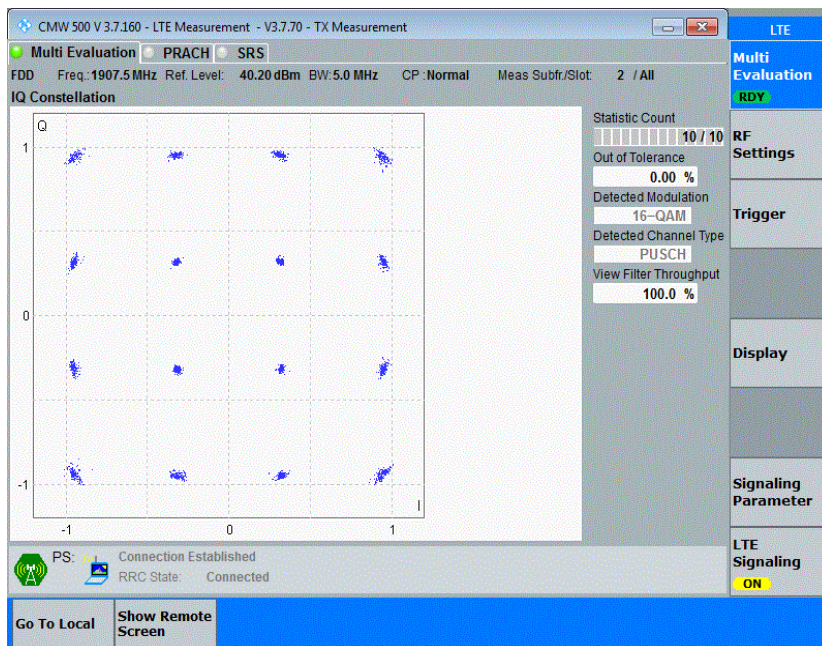 CMW 500 V 3.7.160 - LTE Measurement - V3.7.70 - TX Measurement
LTE
Multi Evaluation PRACH SRS
FDD Freq.: 1907.5 MHz Ref. Level: 40.20 dBm BW: 5.0 MHz CP : Normal Meas Subfr./Slot: 2 / All
IQ Constellation
Q
1
0
-1
-1 0 1
I
Statistic Count
10 / 10
Out of Tolerance
0.00 %
Detected Modulation
16-QAM
Detected Channel Type
PUSCH
View Filter Throughput
100.0 %
Multi
Evaluation
RDY
RF
Settings
Trigger
Display
Signaling
Parameter
LTE
Signaling
ON
PS: Connection Established
RRC State: Connected
Go To Local
Show Remote
Screen